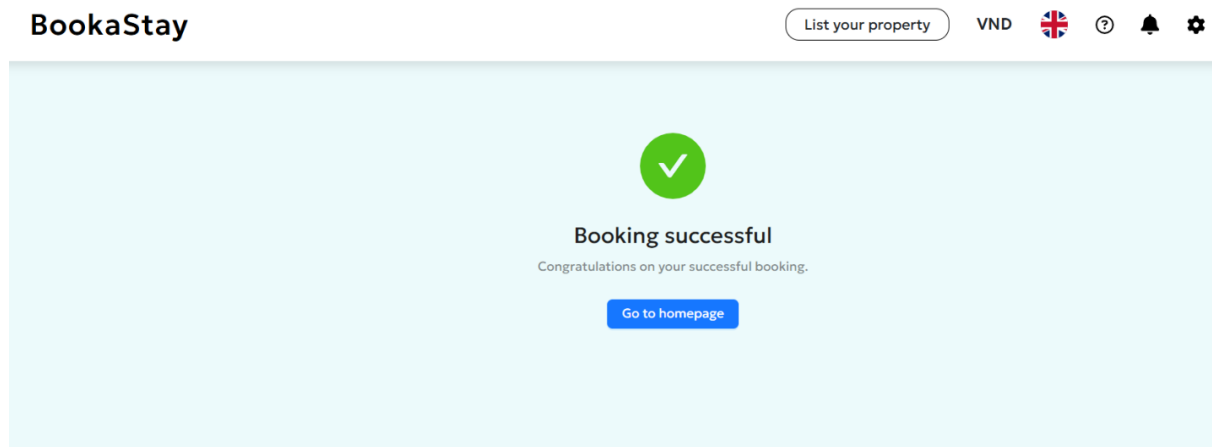 BookaStay
List your property
VND
Booking successful
Congratulations on your successful booking.
Go to homepage